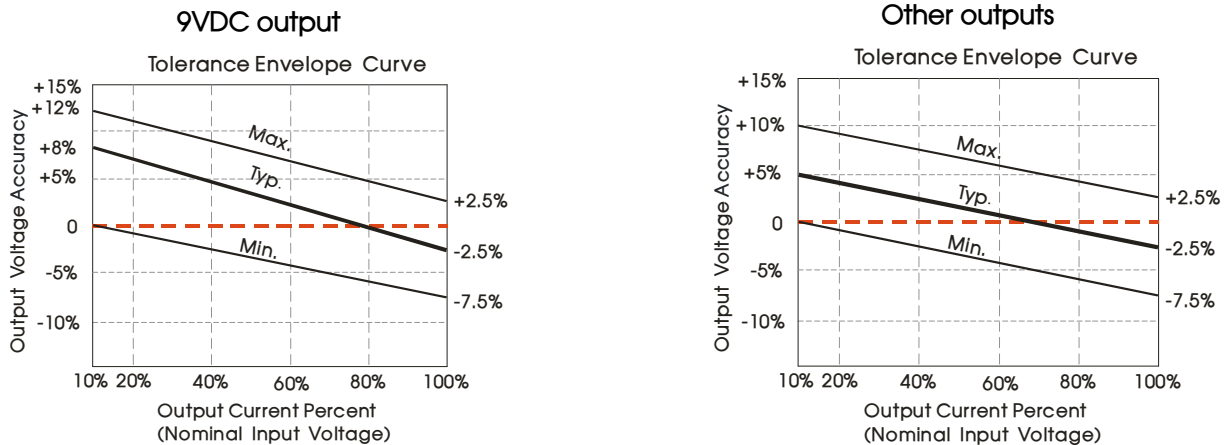 9VDC output
Tolerance Envelope Curve
Output Voltage Accuracy
+15%
+12%
+8%
+5%
0
-5%
-10%
Max.
Typ.
Min.
+2.5%
-2.5%
-7.5%
10% 20% 40% 60% 80% 100%
Output Current Percent
(Nominal Input Voltage)
Other outputs
Tolerance Envelope Curve
Output Voltage Accuracy
+15%
+10%
+5%
0
-5%
-10%
Max.
Typ.
Min.
+2.5%
-2.5%
-7.5%
10% 20% 40% 60% 80% 100%
Output Current Percent
(Nominal Input Voltage)